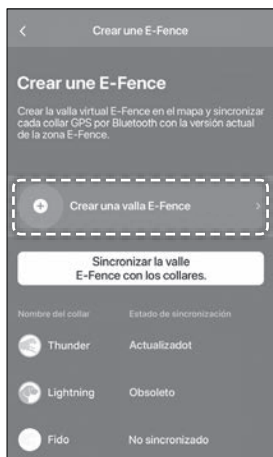 Crear une E-Fence
Crear une E-Fence
Crear la valla virtual E-Fence en el mapa y sincronizar
cada collar GPS por Bluetooth con la versión actual
de la zona E-Fence.
Crear una valla E-Fence
Sincronizar la valle
E-Fence con los collares.
Nombre del collar Estado de sincronización
Thunder Actualizadot
Lightning Obsoleto
Fido No sincronizado